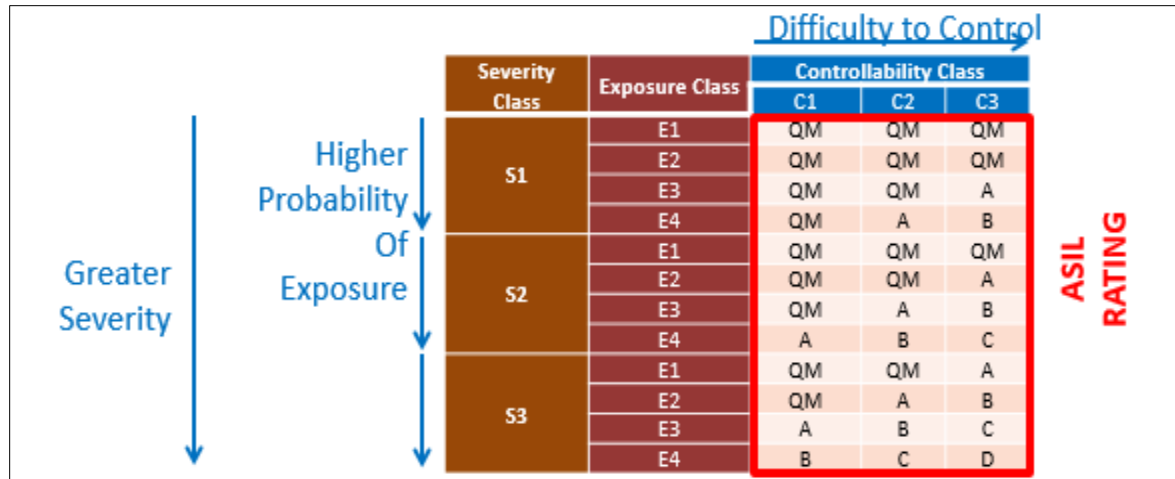 Difficulty to Control
Severity Class
Exposure Class
Controllability Class
C1 C2 C3
Higher
Probability
Of
Exposure
Greater
Severity
S1
E1 QM QM QM
E2 QM QM QM
E3 QM QM A
E4 QM A B
S2
E1 QM QM QM
E2 QM QM A
E3 QM A B
E4 A B C
S3
E1 QM QM A
E2 QM A B
E3 A B C
E4 B C D
ASIL
RATING